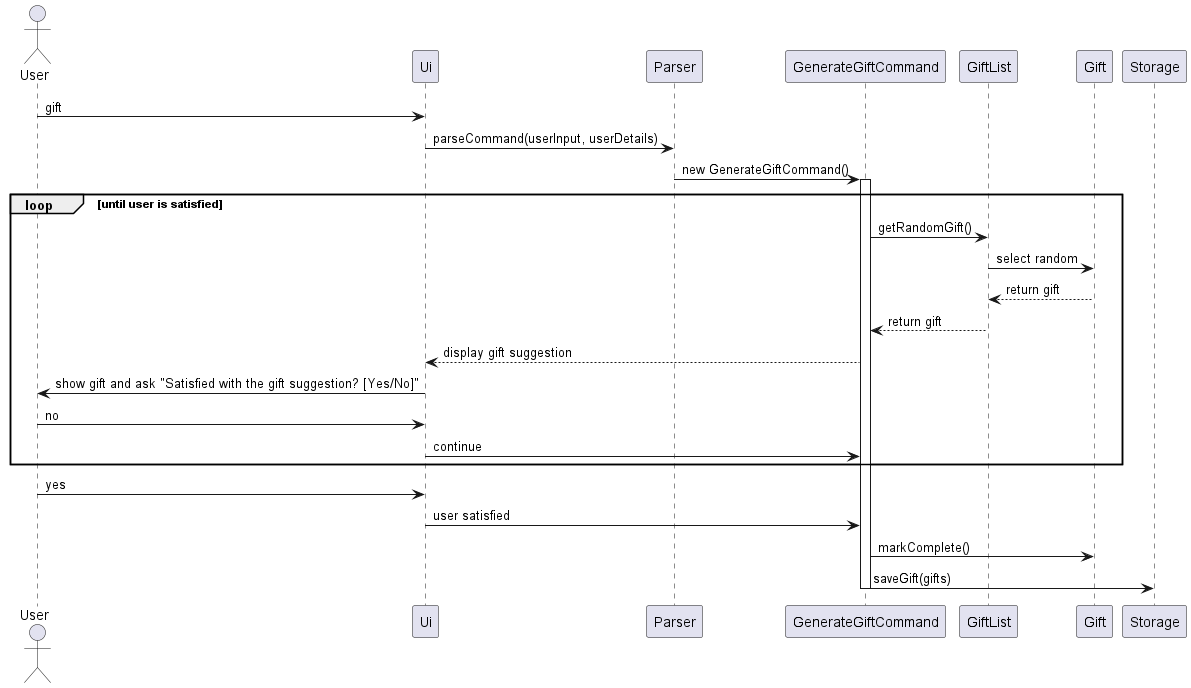 User
Ui
Parser
GenerateGiftCommand
GiftList
Gift
Storage
gift
parseCommand(userInput, userDetails)
new GenerateGiftCommand()
loop
[until user is satisfied]
getRandomGift()
select random
return gift
return gift
display gift suggestion
show gift and ask "Satisfied with the gift suggestion? [Yes/No]"
no
continue
yes
user satisfied
markComplete()
saveGift(gifts)
User
Ui
Parser
GenerateGiftCommand
GiftList
Gift
Storage